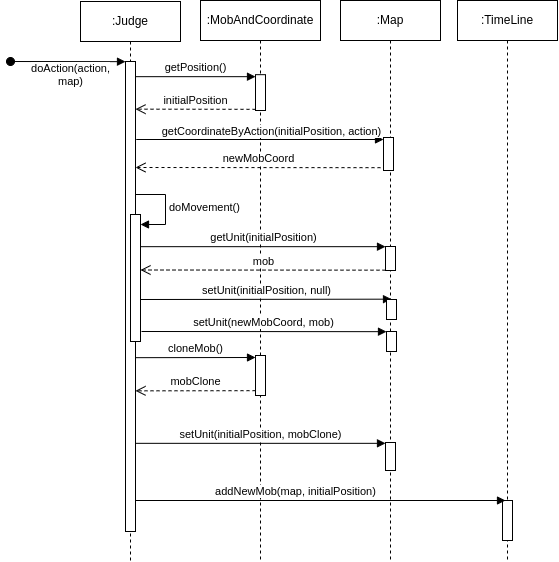 :Judge
:MobAndCoordinate
:Map
:TimeLine
doAction(action,
map)
getPosition()
initialPosition
getCoordinateByAction(initialPosition, action)
newMobCoord
doMovement()
getUnit(initialPosition)
mob
setUnit(initialPosition, null)
setUnit(newMobCoord, mob)
cloneMob()
mobClone
setUnit(initialPosition, mobClone)
addNewMob(map, initialPosition)